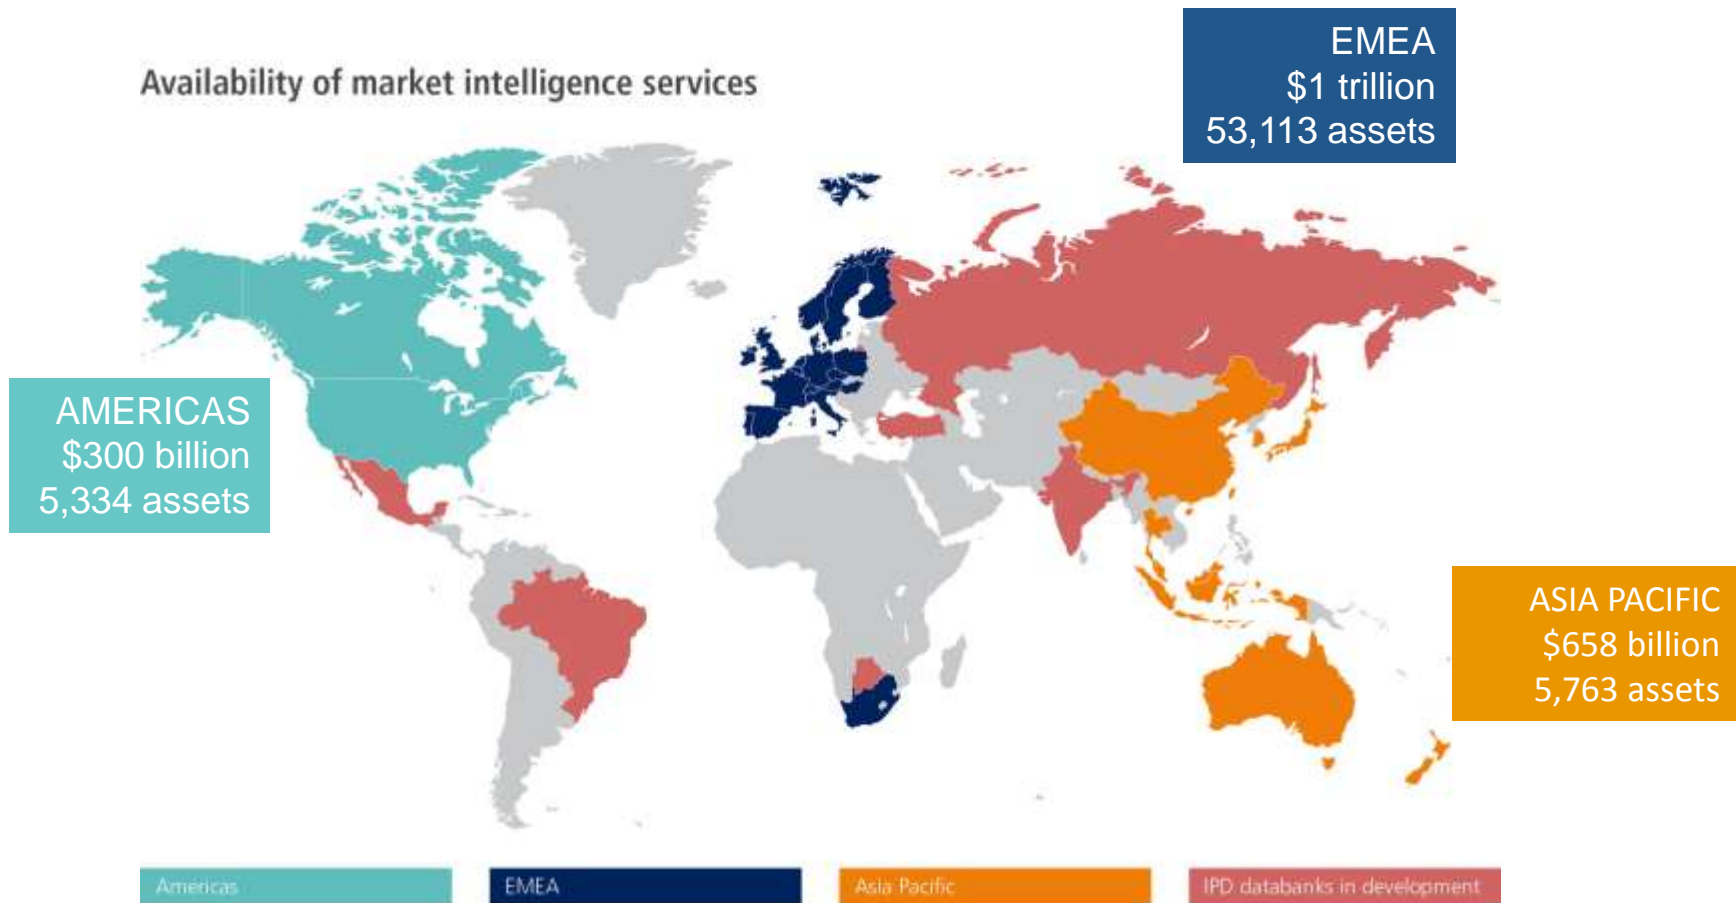 Availability of market intelligence services
EMEA
$1 trillion
53,113 assets
AMERICAS
$300 billion
5,334 assets
ASIA PACIFIC
$658 billion
5,763 assets
Americas
EMEA
Asia Pacific
IPD databanks in development